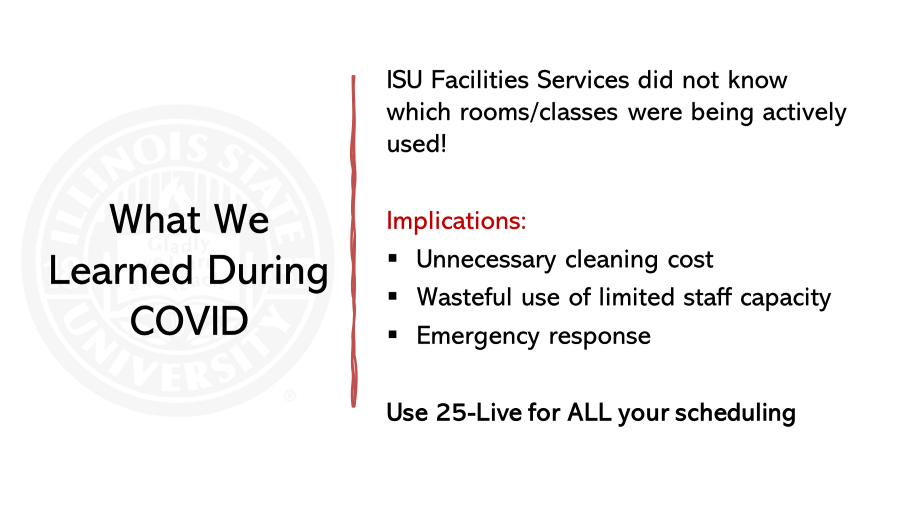 What We
Learned During
COVID
ISU Facilities Services did not know
which rooms/classes were being actively
used!
Implications:
▪ Unnecessary cleaning cost
▪ Wasteful use of limited staff capacity
▪ Emergency response
Use 25-Live for ALL your scheduling
ILLINOIS STATE
UNIVERSITY
Gladly
®